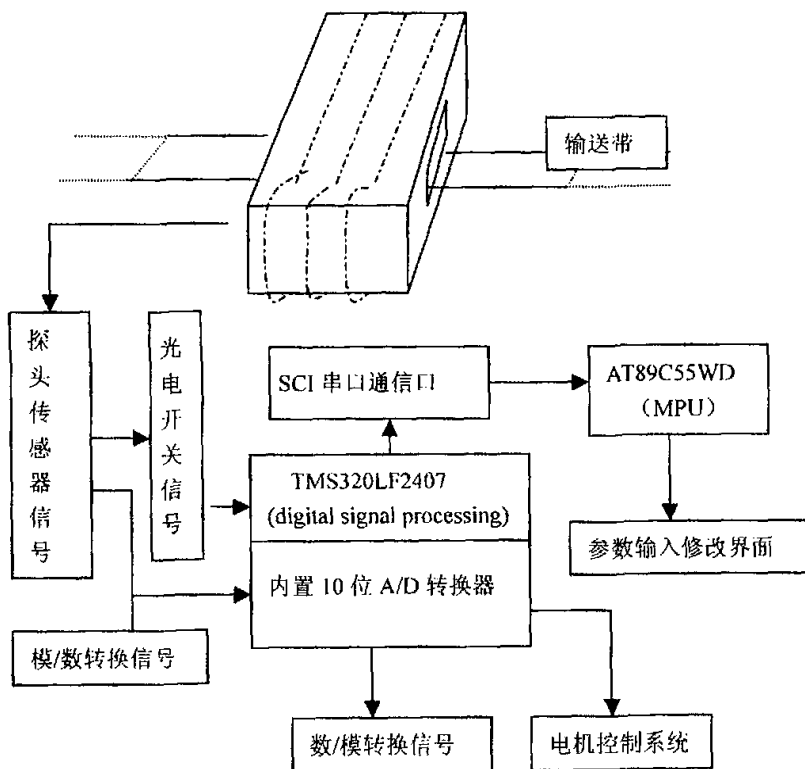 输送带
探头传感器信号
光电开关信号
SCI 串口通信口
AT89C55WD
（MPU）
TMS320LF2407
(digital signal processing)
内置 10 位 A/D 转换器
参数输入修改界面
模/数转换信号
数/模转换信号
电机控制系统